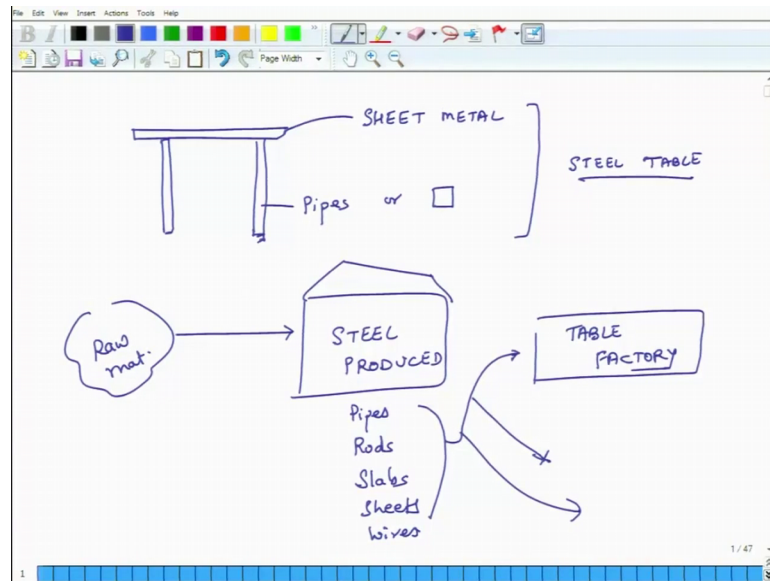 File Edit View Insert Actions Tools Help
B I
Page Width
SHEET METAL
STEEL TABLE
Pipes or
Raw mat.
STEEL PRODUCED
TABLE FACTORY
Pipes
Rods
Slabs
Sheets
Wires
1 / 47
1